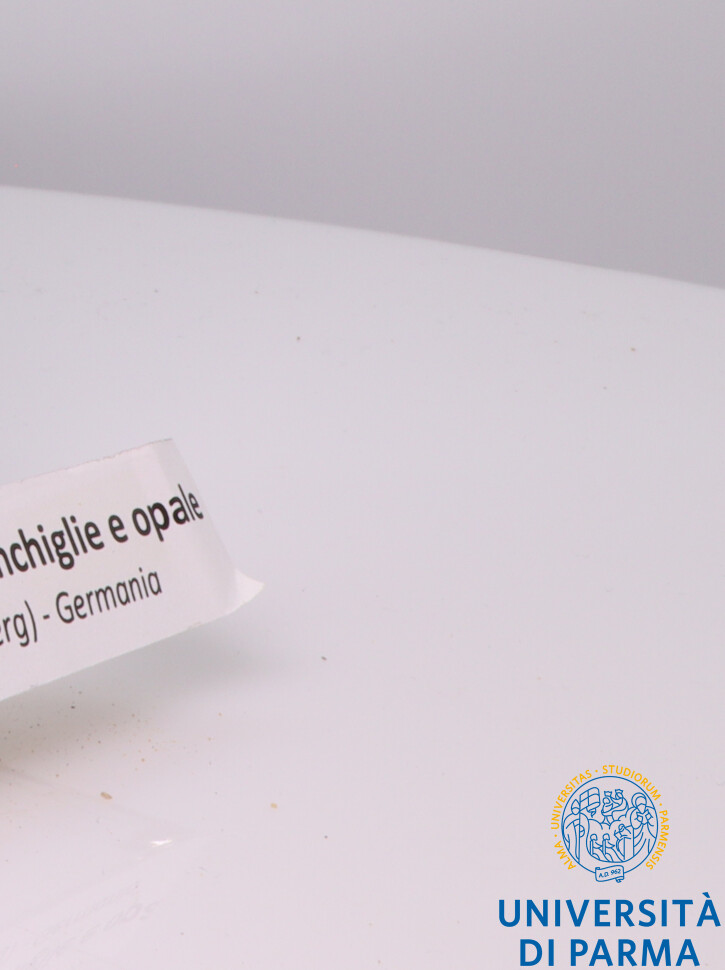 nchiglie e opale
erg) - Germania
ALMA · UNIVERSITAS · STUDIORUM · PARMENSIS
A.D. 962
UNIVERSITÀ
DI PARMA